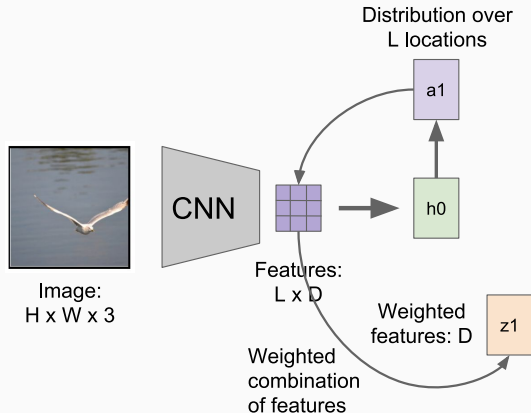 Distribution over
L locations
a1
CNN
h0
Features:
L x D
Image:
H x W x 3
Weighted
features: D
z1
Weighted
combination
of features